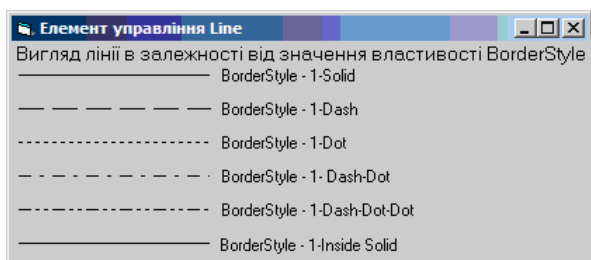 Елемент управління Line
Вигляд лінії в залежності від значення властивості BorderStyle
BorderStyle - 1-Solid
BorderStyle - 1-Dash
BorderStyle - 1-Dot
BorderStyle - 1- Dash-Dot
BorderStyle - 1-Dash-Dot-Dot
BorderStyle - 1-Inside Solid